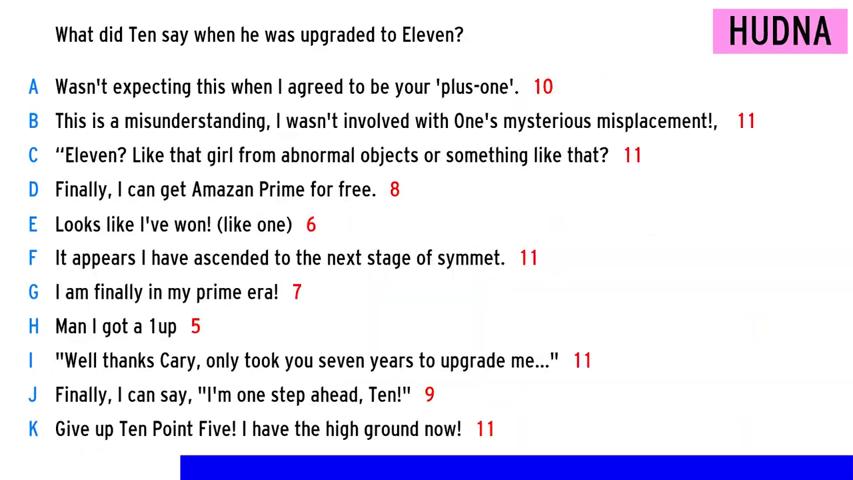 What did Ten say when he was upgraded to Eleven?
HUDNA
A Wasn't expecting this when I agreed to be your 'plus-one'. 10
B This is a misunderstanding, I wasn't involved with One's mysterious misplacement!, 11
C “Eleven? Like that girl from abnormal objects or something like that? 11
D Finally, I can get Amazan Prime for free. 8
E Looks like I've won! (like one) 6
F It appears I have ascended to the next stage of symmet. 11
G I am finally in my prime era! 7
H Man I got a 1up 5
I "Well thanks Cary, only took you seven years to upgrade me..." 11
J Finally, I can say, "I'm one step ahead, Ten!" 9
K Give up Ten Point Five! I have the high ground now! 11